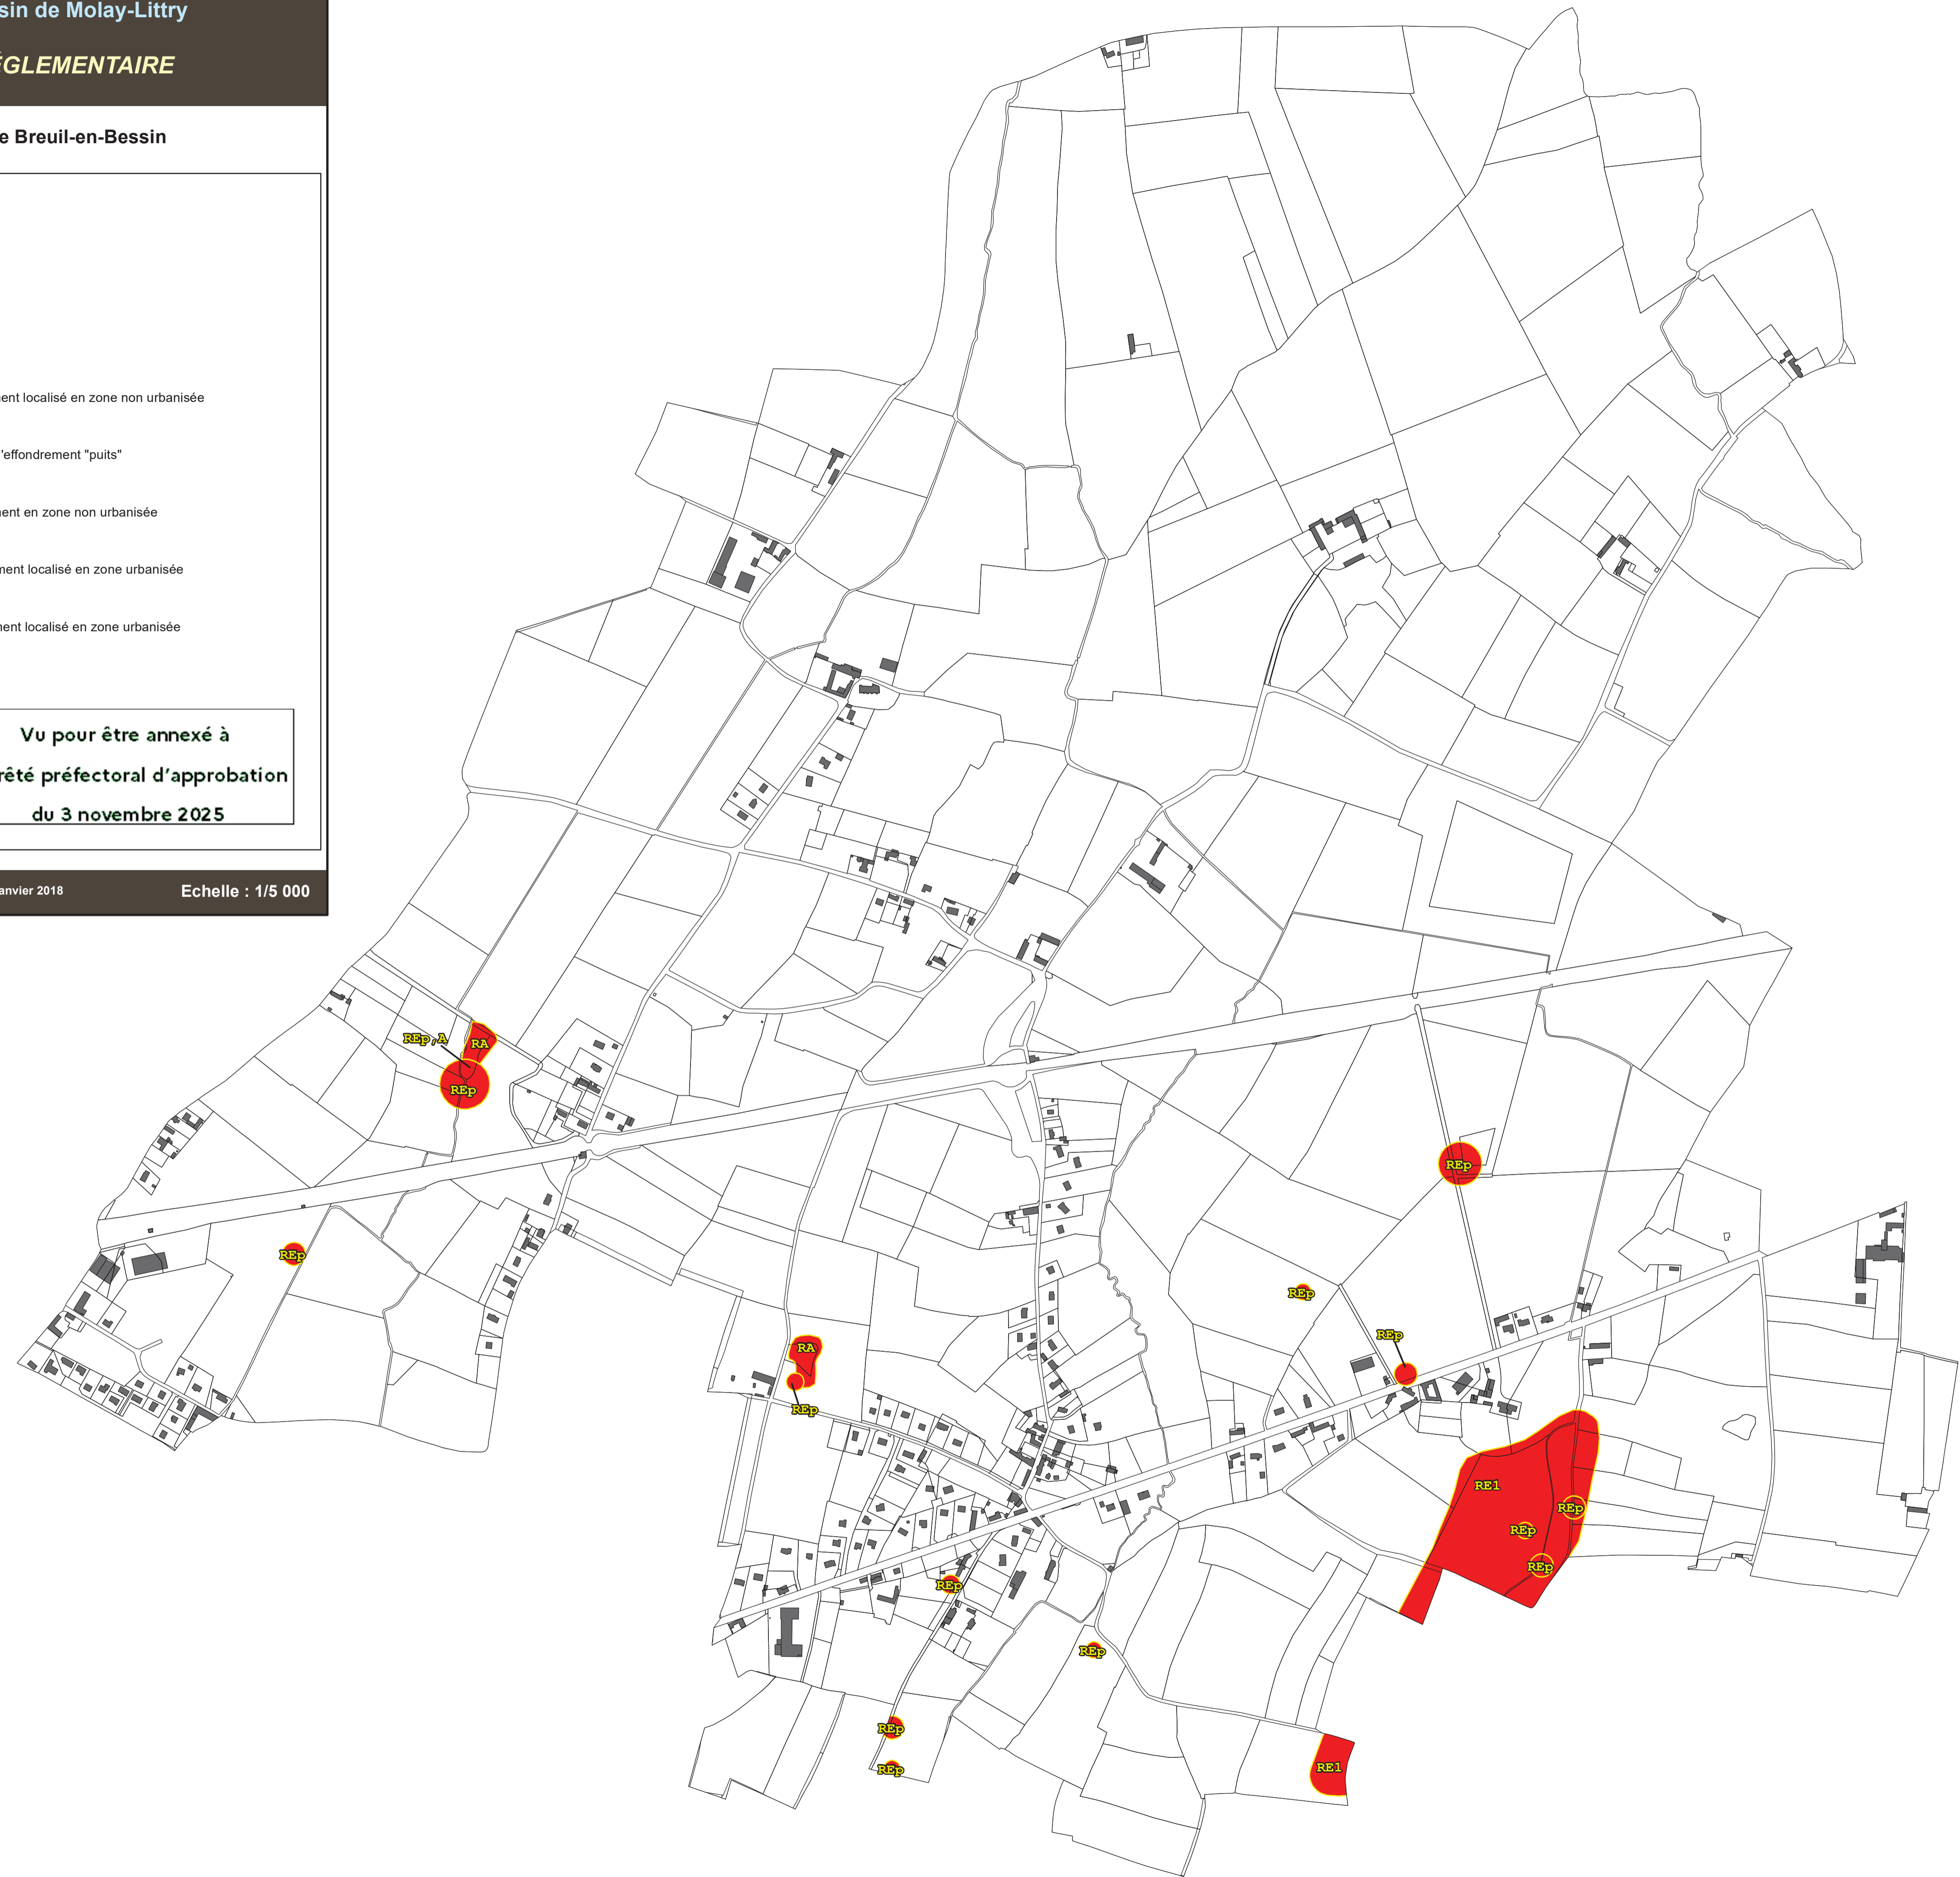 sin de Molay-Littry
ÉGLEMENTAIRE
e Breuil-en-Bessin
ent localisé en zone non urbanisée
'effondrement "puits"
ent en zone non urbanisée
ment localisé en zone urbanisée
ment localisé en zone urbanisée
Vu pour être annexé à
rêté préfectoral d'approbation
du 3 novembre 2025
anvier 2018 Echelle : 1/5 000
REp,A
RA
REp
REp
REp
REp
REp
RA
REp
RE1
REp
REp
REp
REp
REp
REp
REp
RE1